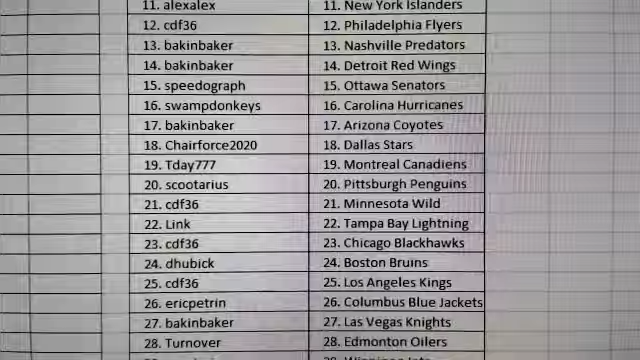 11. alexalex 11. New York Islanders
12. cdf36 12. Philadelphia Flyers
13. bakinbaker 13. Nashville Predators
14. bakinbaker 14. Detroit Red Wings
15. speedograph 15. Ottawa Senators
16. swampdonkeys 16. Carolina Hurricanes
17. bakinbaker 17. Arizona Coyotes
18. Chairforce2020 18. Dallas Stars
19. Tday777 19. Montreal Canadiens
20. scootarius 20. Pittsburgh Penguins
21. cdf36 21. Minnesota Wild
22. Link 22. Tampa Bay Lightning
23. cdf36 23. Chicago Blackhawks
24. dhubick 24. Boston Bruins
25. cdf36 25. Los Angeles Kings
26. ericpetrin 26. Columbus Blue Jackets
27. bakinbaker 27. Las Vegas Knights
28. Turnover 28. Edmonton Oilers